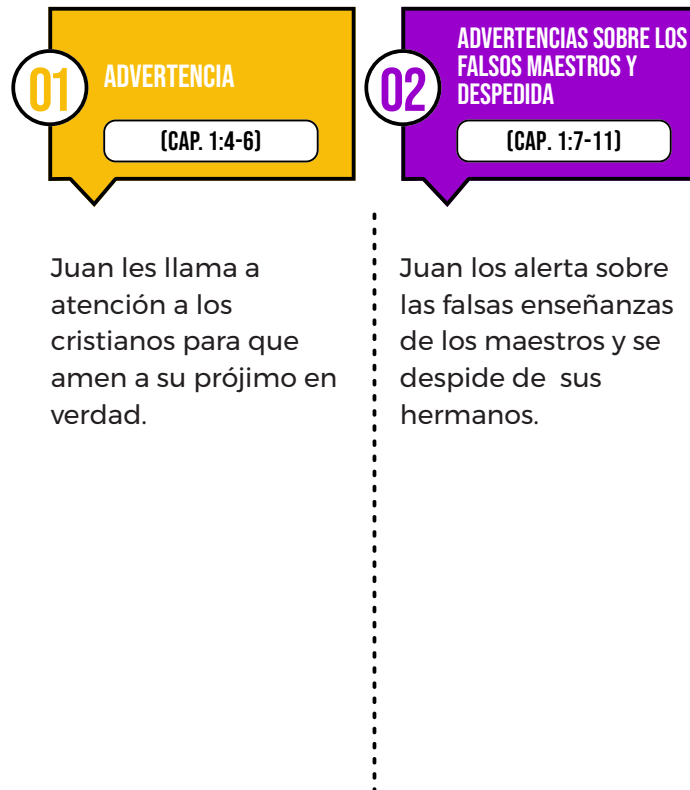 01
ADVERTENCIA
(CAP. 1:4-6)
Juan les llama a
atención a los
cristianos para que
amen a su prójimo en
verdad.
02
ADVERTENCIAS SOBRE LOS
FALSOS MAESTROS Y
DESPEDIDA
(CAP. 1:7-11)
Juan los alerta sobre
las falsas enseñanzas
de los maestros y se
despide de  sus
hermanos.